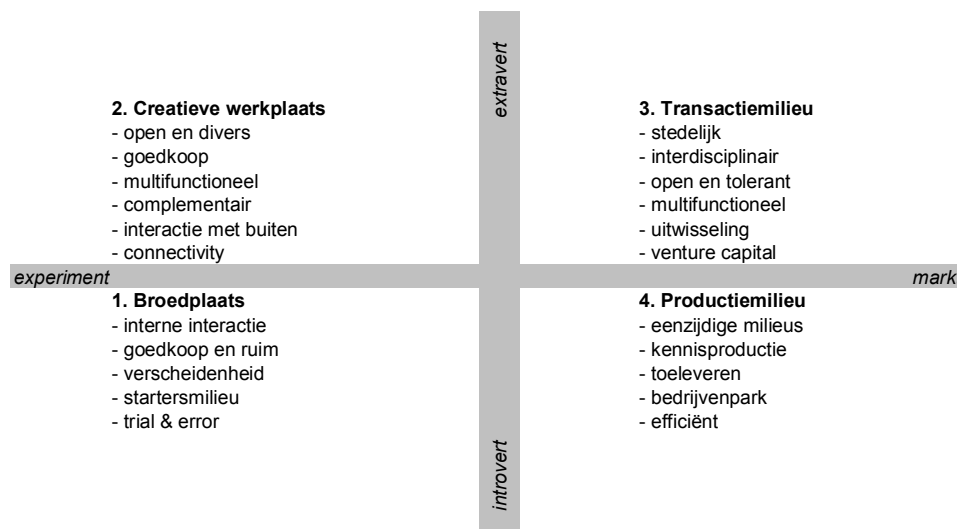 extravert
2. Creatieve werkplaats
- open en divers
- goedkoop
- multifunctioneel
- complementair
- interactie met buiten
- connectivity
3. Transactiemilieu
- stedelijk
- interdisciplinair
- open en tolerant
- multifunctioneel
- uitwisseling
- venture capital
experiment
mark
1. Broedplaats
- interne interactie
- goedkoop en ruim
- verscheidenheid
- startersmilieu
- trial & error
4. Productiemilieu
- eenzijdige milieus
- kennisproductie
- toeleveren
- bedrijvenpark
- efficiënt
introvert